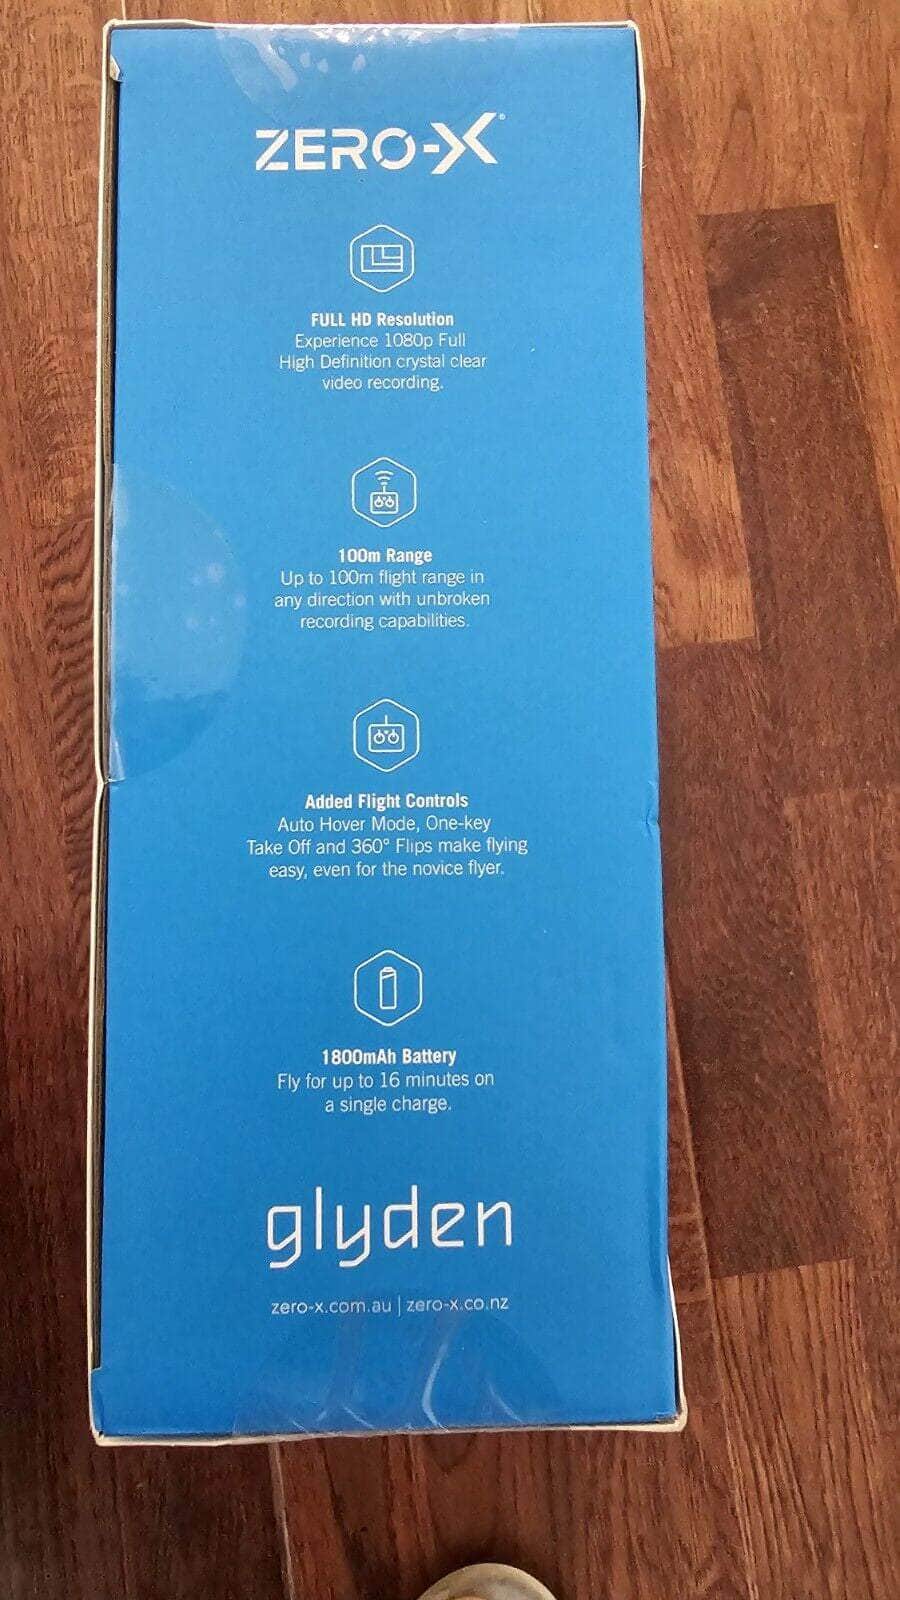 ZERO-X®
FULL HD Resolution
Experience 1080p Full
High Definition crystal clear
video recording.
100m Range
Up to 100m flight range in
any direction with unbroken
recording capabilities.
Added Flight Controls
Auto Hover Mode, One-key
Take Off and 360° Flips make flying
easy, even for the novice flyer.
1800mAh Battery
Fly for up to 16 minutes on
a single charge.
glyden
zero-x.com.au | zero-x.co.nz